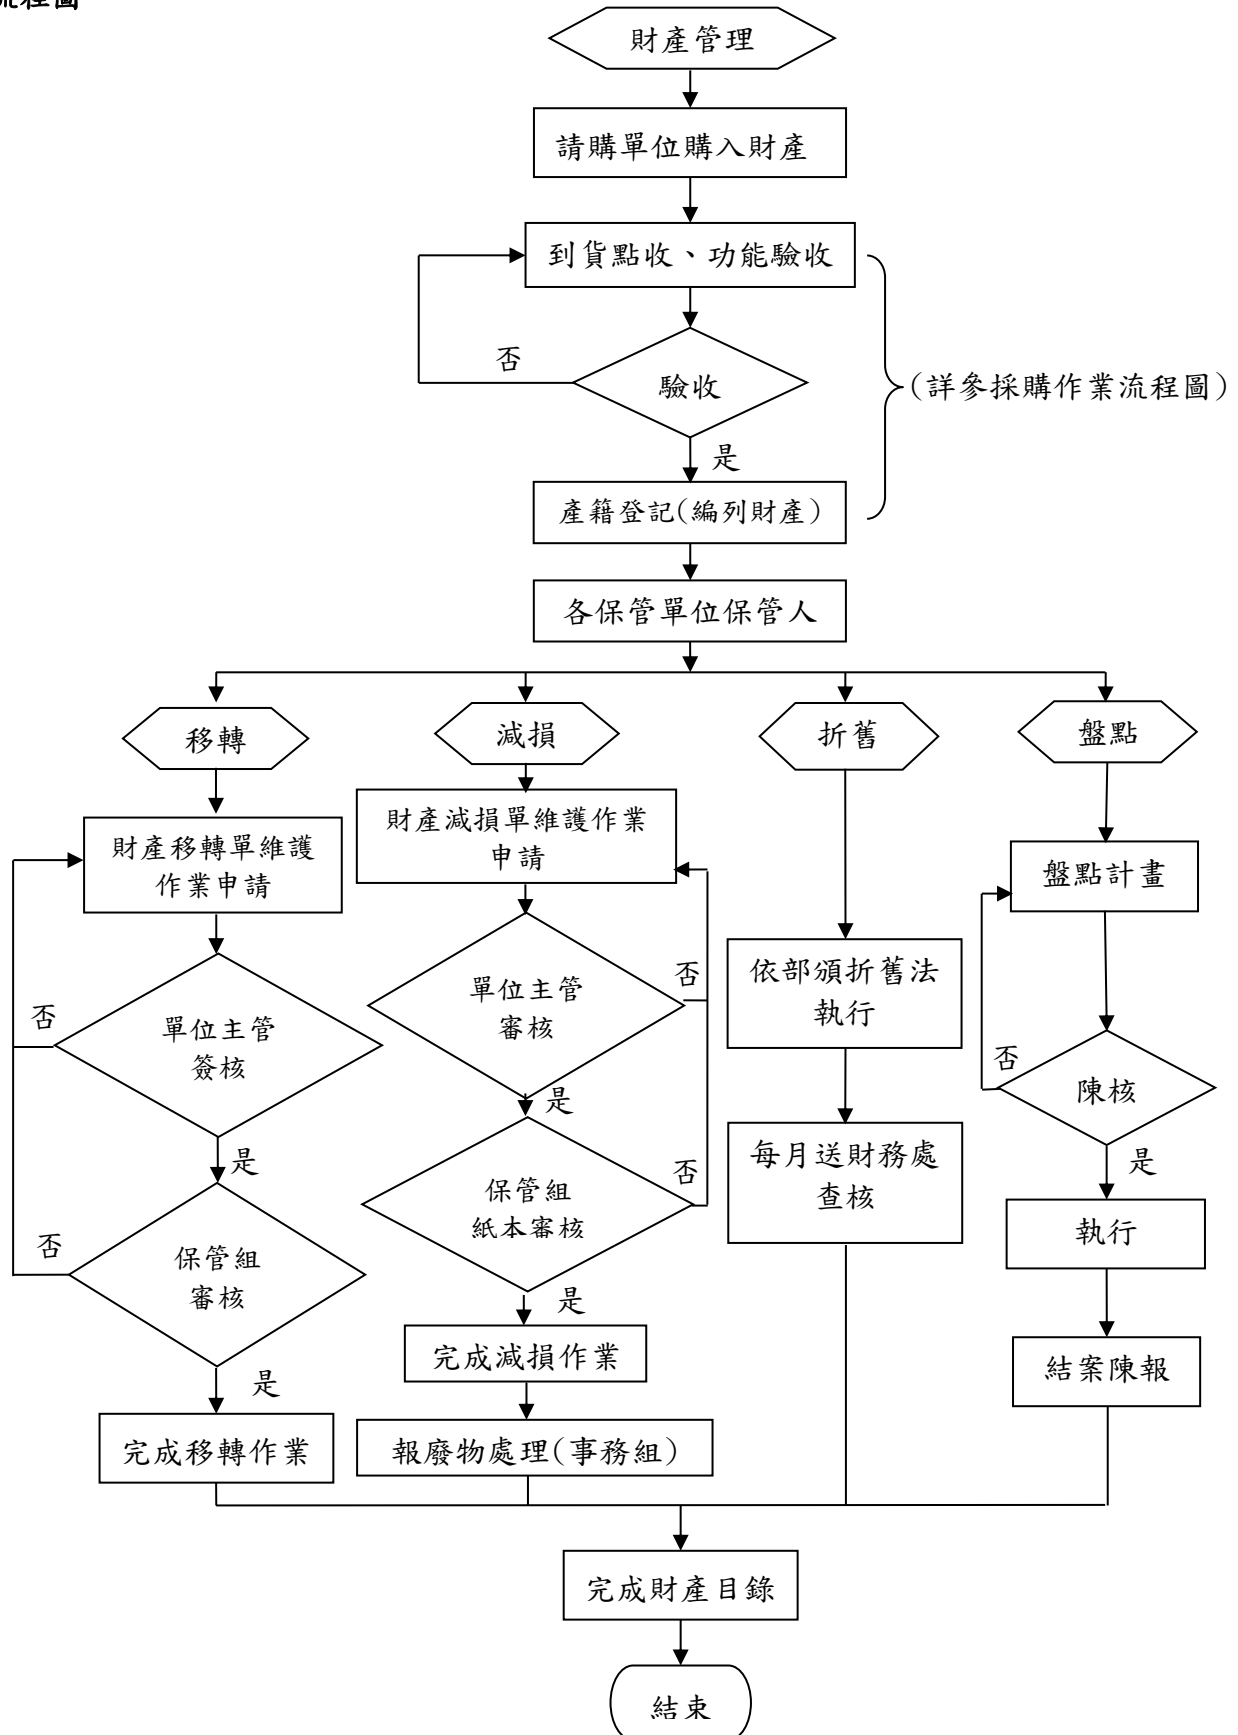 流程圖
財產管理
請購單位購入財產
到貨點收、功能驗收
否
驗收
(詳參採購作業流程圖)
是
產籍登記(編列財產)
各保管單位保管人
移轉
減損
折舊
盤點
財產移轉單維護
作業申請
財產減損單維護作業
申請
盤點計畫
單位主管
簽核
否
單位主管
審核
否
依部頒折舊法
執行
陳核
否
是
是
是
保管組
審核
否
保管組
紙本審核
否
每月送財務處
查核
執行
是
是
完成減損作業
結案陳報
完成移轉作業
報廢物處理(事務組)
完成財產目錄
結束